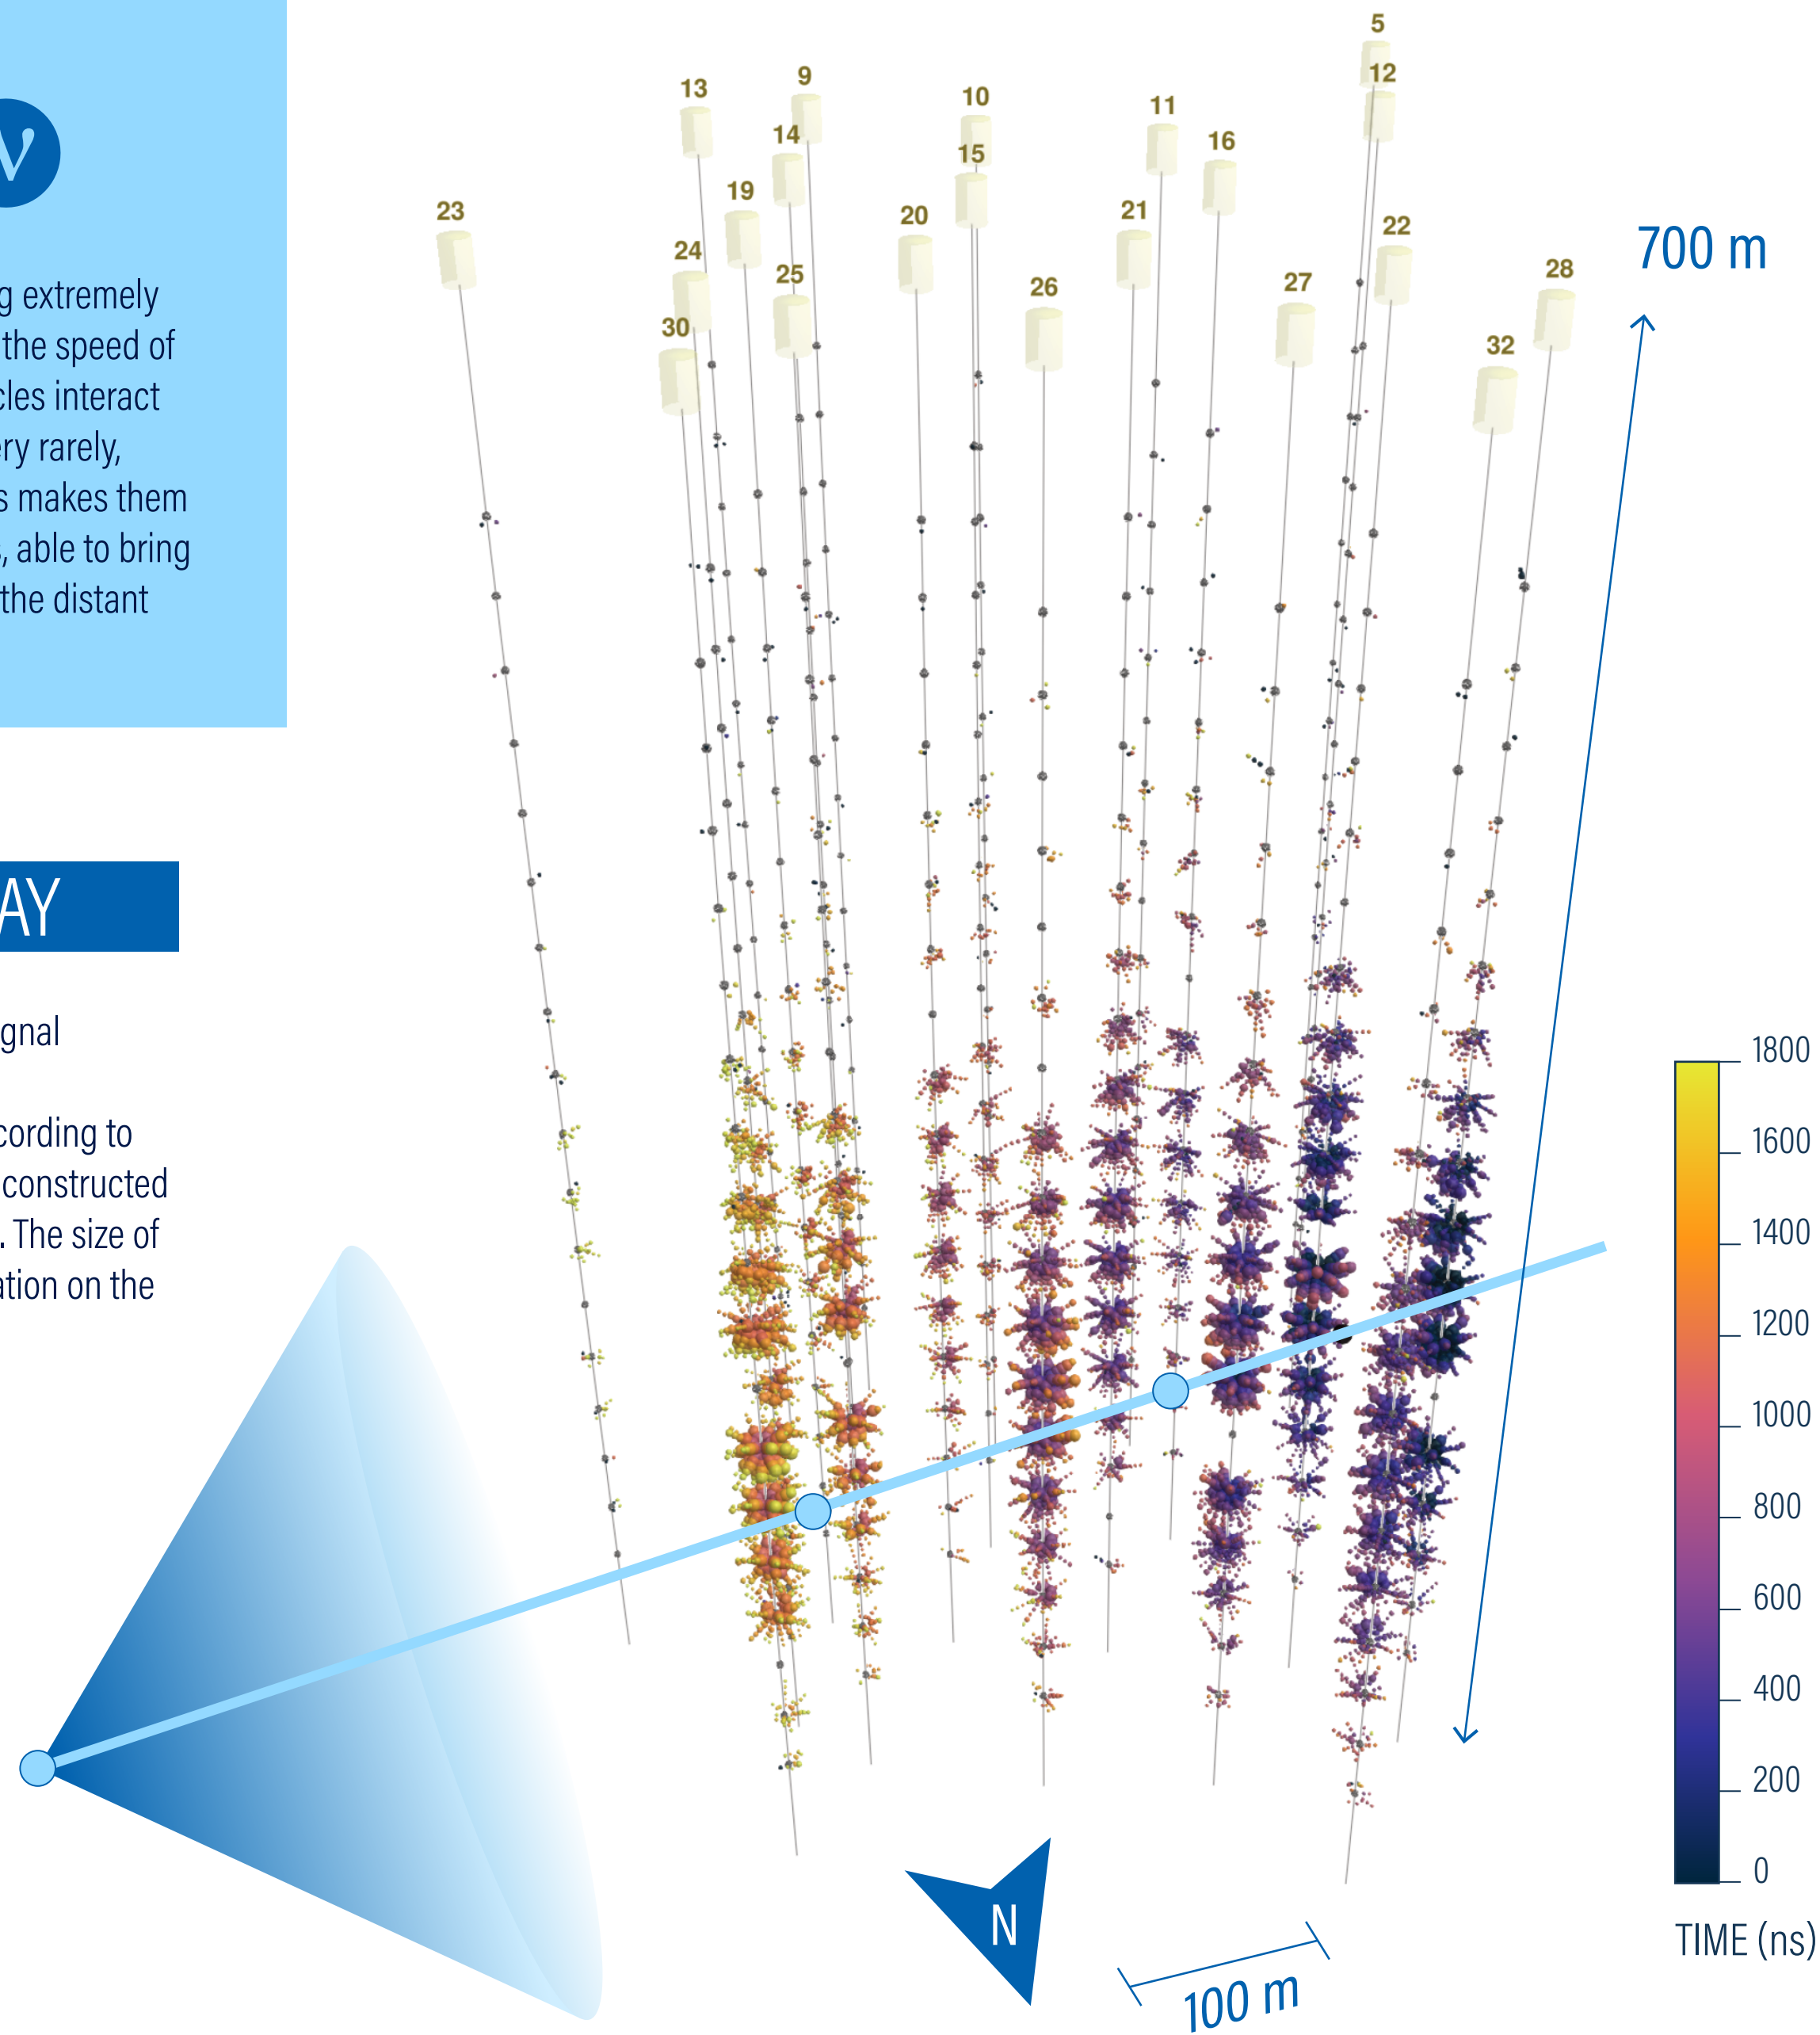 ν
g extremely
the speed of
cles interact
ery rarely,
s makes them
s, able to bring
the distant
AY
gnal
cording to
constructed
. The size of
ation on the
5
12
9
13
10
11
14
16
15
19
23
20
21
22
24
25
26
27
28
30
32
700 m
1800
1600
1400
1200
1000
800
600
400
200
0
TIME (ns)
N
100 m